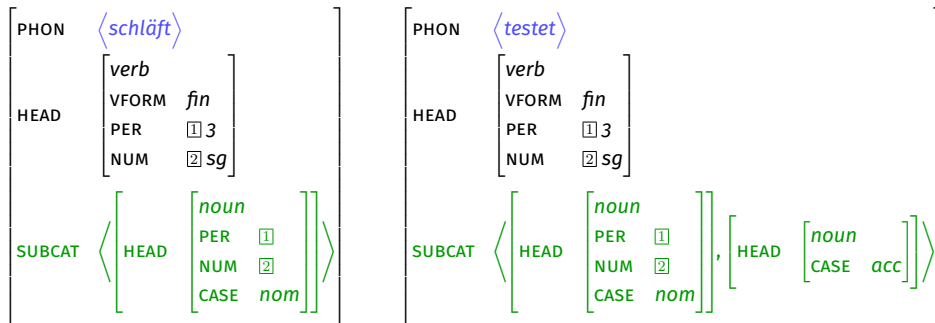 PHON ⟨schläft⟩
HEAD
verb
VFORM fin
PER 1 3
NUM 2 sg
SUBCAT ⟨ HEAD
noun
PER 1
NUM 2
CASE nom
⟩
PHON ⟨testet⟩
HEAD
verb
VFORM fin
PER 1 3
NUM 2 sg
SUBCAT ⟨ HEAD
noun
PER 1
NUM 2
CASE nom
, HEAD
noun
CASE acc
⟩